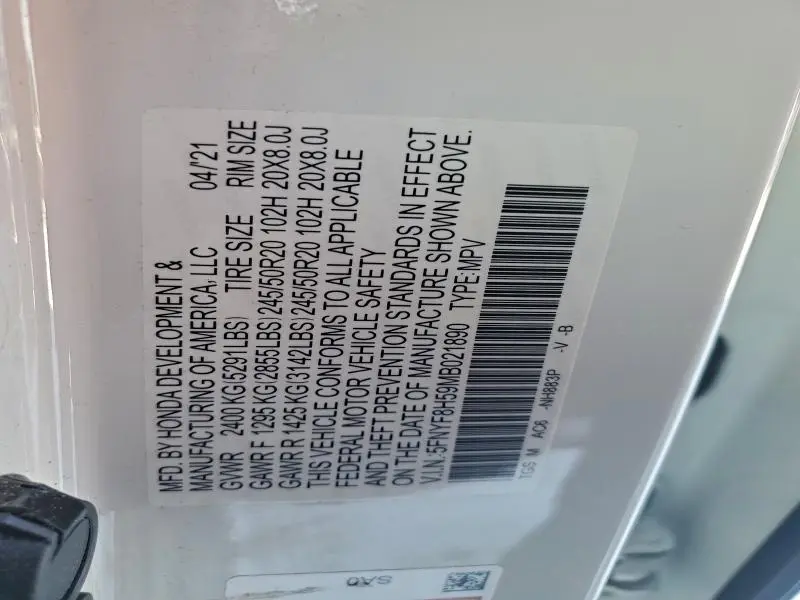 MFD. BY HONDA DEVELOPMENT &
MANUFACTURING OF AMERICA, LLC 04/'21
GVWR 2400 KG(5291LBS) TIRE SIZE RIM SIZE
GAWR F 1295 KG(2855LBS) 245/50R20 102H 20X8.0J
GAWR R 1425 KG(3142LBS) 245/50R20 102H 20X8.0J
THIS VEHICLE CONFORMS TO ALL APPLICABLE
FEDERAL MOTOR VEHICLE SAFETY
AND THEFT PREVENTION STANDARDS IN EFFECT
ON THE DATE OF MANUFACTURE SHOWN ABOVE.
V.I.N.:5FNYF8H59MB021890 TYPE:MPV
TGS M AC6 -NH883P -V -B